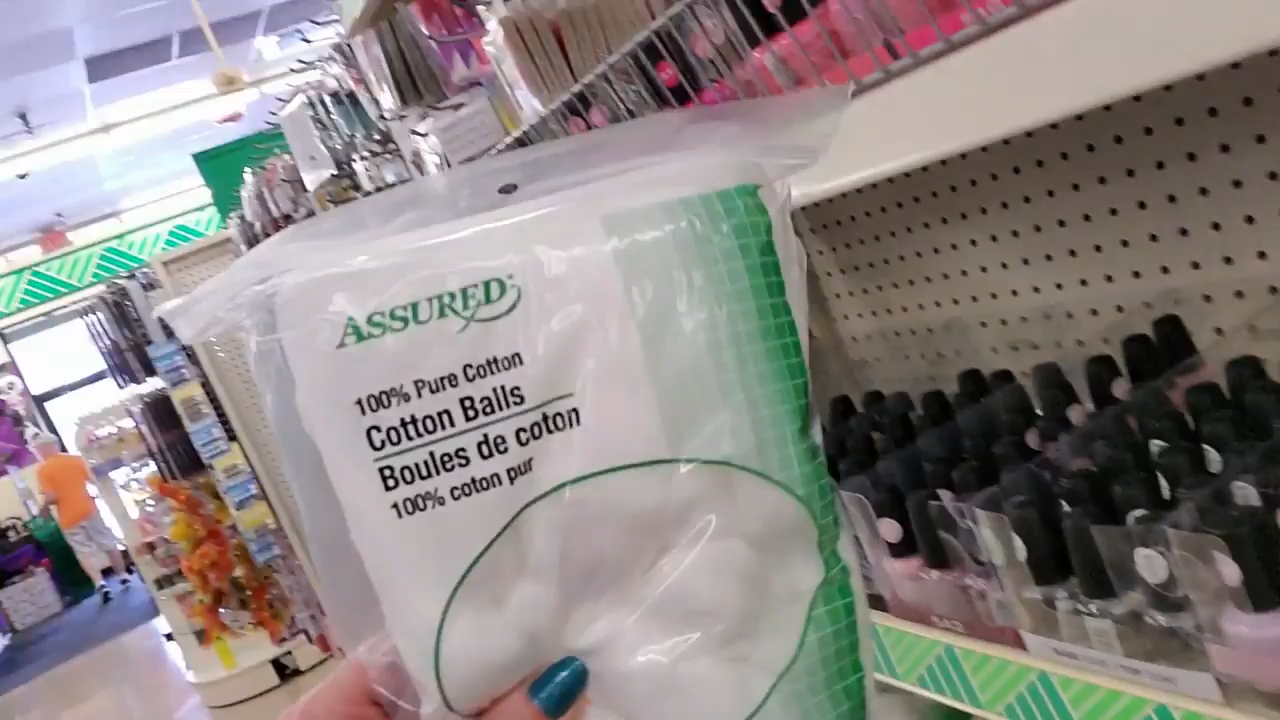 ASSURED
100% Pure Cotton
Cotton Balls
Boules de coton
100% coton pur